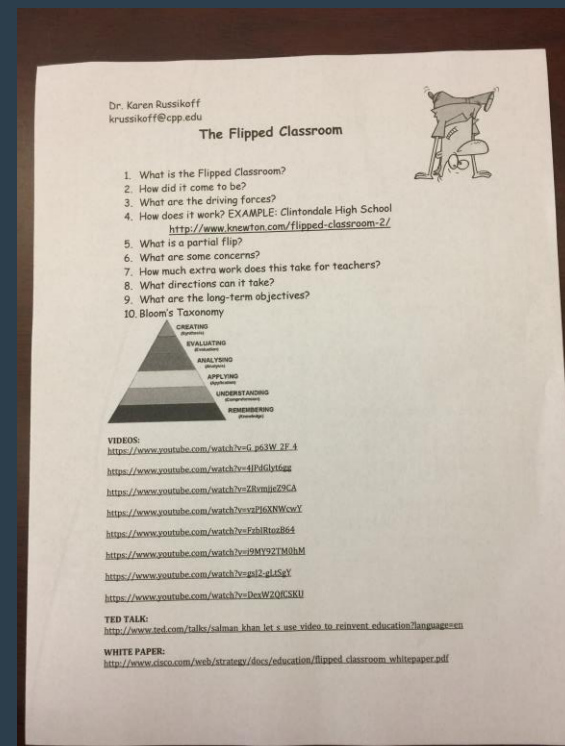 Dr. Karen Russikoff
krussikoff@cpp.edu
The Flipped Classroom
1. What is the Flipped Classroom?
2. How did it come to be?
3. What are the driving forces?
4. How does it work? EXAMPLE: Clintondale High School
http://www.knewton.com/flipped-classroom-2/
5. What is a partial flip?
6. What are some concerns?
7. How much extra work does this take for teachers?
8. What directions can it take?
9. What are the long-term objectives?
10. Bloom's Taxonomy
CREATING
(Synthesis)
EVALUATING
(Evaluation)
ANALYSING
(Analysis)
APPLYING
(Application)
UNDERSTANDING
(Comprehension)
REMEMBERING
(Knowledge)
VIDEOS:
https://www.youtube.com/watch?v=G_p63W_2F_4
https://www.youtube.com/watch?v=4JPdGlyt6gg
https://www.youtube.com/watch?v=ZRvmjjeZ9CA
https://www.youtube.com/watch?v=vzPJ6XNWcwY
https://www.youtube.com/watch?v=FzblRtozB64
https://www.youtube.com/watch?v=i9MY92TM0hM
https://www.youtube.com/watch?v=gsI2-gLtSgY
https://www.youtube.com/watch?v=DexW2QfCSKU
TED TALK:
http://www.ted.com/talks/salman_khan_let_s_use_video_to_reinvent_education?language=en
WHITE PAPER:
http://www.cisco.com/web/strategy/docs/education/flipped_classroom_whitepaper.pdf